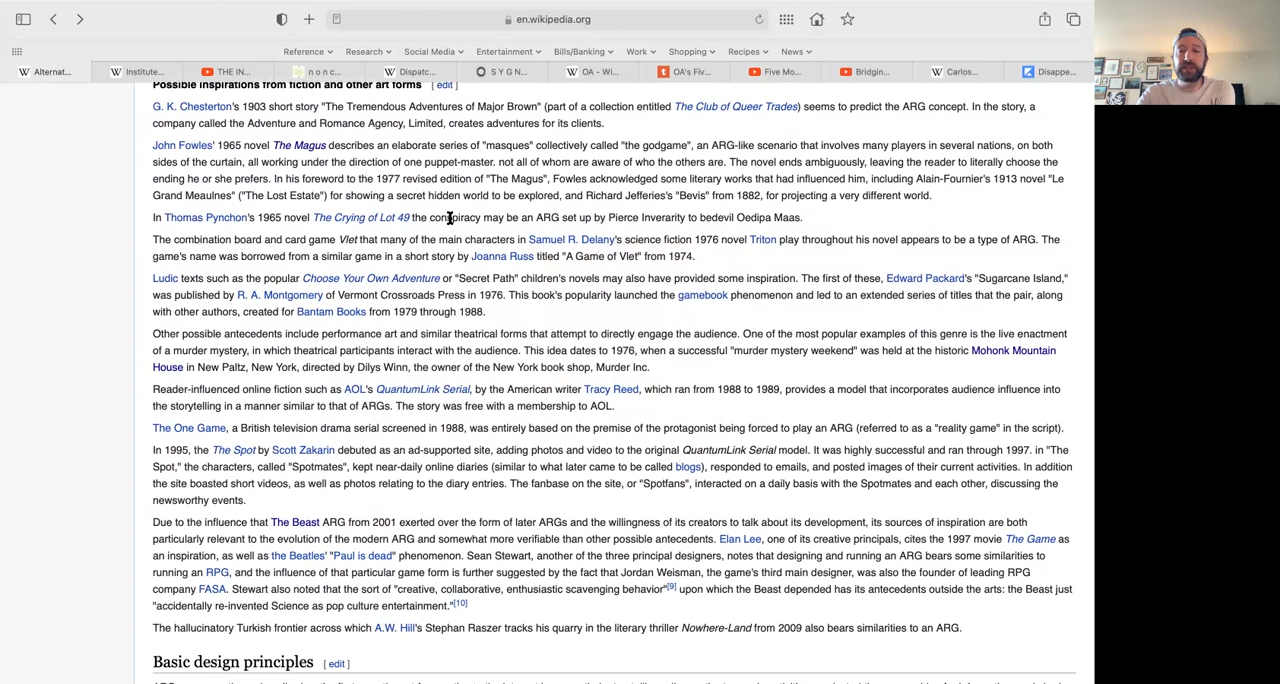 en.wikipedia.org
Reference Research Social Media Entertainment Bills/Banking Work Shopping Recipes News
W Alternat... W Institute... THE IN... n o n c... W Dispatc... S Y G N... W OA - Wi... t OA's Fiv... Five Mo... Bridgin... W Carlos... Disappe...
Possible inspirations from fiction and other art forms [ edit ]
G. K. Chesterton's 1903 short story "The Tremendous Adventures of Major Brown" (part of a collection entitled The Club of Queer Trades) seems to predict the ARG concept. In the story, a
company called the Adventure and Romance Agency, Limited, creates adventures for its clients.
John Fowles' 1965 novel The Magus describes an elaborate series of "masques" collectively called "the godgame", an ARG-like scenario that involves many players in several nations, on both
sides of the curtain, all working under the direction of one puppet-master. not all of whom are aware of who the others are. The novel ends ambiguously, leaving the reader to literally choose the
ending he or she prefers. In his foreword to the 1977 revised edition of "The Magus", Fowles acknowledged some literary works that had influenced him, including Alain-Fournier's 1913 novel "Le
Grand Meaulnes" ("The Lost Estate") for showing a secret hidden world to be explored, and Richard Jefferies's "Bevis" from 1882, for projecting a very different world.
In Thomas Pynchon's 1965 novel The Crying of Lot 49 the conspiracy may be an ARG set up by Pierce Inverarity to bedevil Oedipa Maas.
The combination board and card game Vlet that many of the main characters in Samuel R. Delany's science fiction 1976 novel Triton play throughout his novel appears to be a type of ARG. The
game's name was borrowed from a similar game in a short story by Joanna Russ titled "A Game of Vlet" from 1974.
Ludic texts such as the popular Choose Your Own Adventure or "Secret Path" children's novels may also have provided some inspiration. The first of these, Edward Packard's "Sugarcane Island,"
was published by R. A. Montgomery of Vermont Crossroads Press in 1976. This book's popularity launched the gamebook phenomenon and led to an extended series of titles that the pair, along
with other authors, created for Bantam Books from 1979 through 1988.
Other possible antecedents include performance art and similar theatrical forms that attempt to directly engage the audience. One of the most popular examples of this genre is the live enactment
of a murder mystery, in which theatrical participants interact with the audience. This idea dates to 1976, when a successful "murder mystery weekend" was held at the historic Mohonk Mountain
House in New Paltz, New York, directed by Dilys Winn, the owner of the New York book shop, Murder Inc.
Reader-influenced online fiction such as AOL's QuantumLink Serial, by the American writer Tracy Reed, which ran from 1988 to 1989, provides a model that incorporates audience influence into
the storytelling in a manner similar to that of ARGs. The story was free with a membership to AOL.
The One Game, a British television drama serial screened in 1988, was entirely based on the premise of the protagonist being forced to play an ARG (referred to as a "reality game" in the script).
In 1995, the The Spot by Scott Zakarin debuted as an ad-supported site, adding photos and video to the original QuantumLink Serial model. It was highly successful and ran through 1997. in "The
Spot," the characters, called "Spotmates", kept near-daily online diaries (similar to what later came to be called blogs), responded to emails, and posted images of their current activities. In addition
the site boasted short videos, as well as photos relating to the diary entries. The fanbase on the site, or "Spotfans", interacted on a daily basis with the Spotmates and each other, discussing the
newsworthy events.
Due to the influence that The Beast ARG from 2001 exerted over the form of later ARGs and the willingness of its creators to talk about its development, its sources of inspiration are both
particularly relevant to the evolution of the modern ARG and somewhat more verifiable than other possible antecedents. Elan Lee, one of its creative principals, cites the 1997 movie The Game as
an inspiration, as well as the Beatles' "Paul is dead" phenomenon. Sean Stewart, another of the three principal designers, notes that designing and running an ARG bears some similarities to
running an RPG, and the influence of that particular game form is further suggested by the fact that Jordan Weisman, the game's third main designer, was also the founder of leading RPG
company FASA. Stewart also noted that the sort of "creative, collaborative, enthusiastic scavenging behavior"[9] upon which the Beast depended has its antecedents outside the arts: the Beast just
"accidentally re-invented Science as pop culture entertainment."[10]
The hallucinatory Turkish frontier across which A.W. Hill's Stephan Raszer tracks his quarry in the literary thriller Nowhere-Land from 2009 also bears similarities to an ARG.
Basic design principles [ edit ]